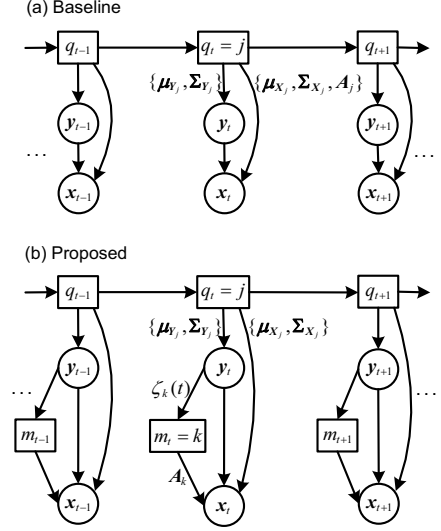 (a) Baseline
q_{t-1} q_t = j q_{t+1}
{μ_{Y_j}, Σ_{Y_j}} {μ_{X_j}, Σ_{X_j}, A_j}
y_{t-1} y_t y_{t+1}
... ...
x_{t-1} x_t x_{t+1}
(b) Proposed
q_{t-1} q_t = j q_{t+1}
{μ_{Y_j}, Σ_{Y_j}} {μ_{X_j}, Σ_{X_j}}
y_{t-1} y_t y_{t+1}
... ζ_k(t) ...
m_{t-1} m_t = k m_{t+1}
A_k
x_{t-1} x_t x_{t+1}